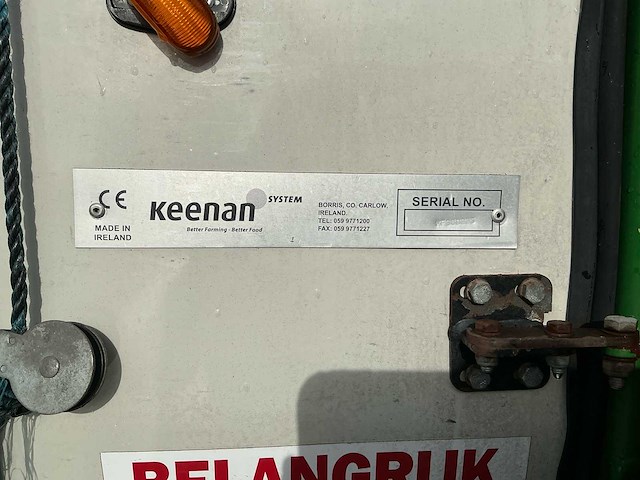 CE
MADE IN
IRELAND
Keenan SYSTEM
Better Farming - Better Food
BORRIS, CO. CARLOW.
IRELAND.
TEL: 059 9771200
FAX: 059 9771227
SERIAL NO.
BELANGRIJK